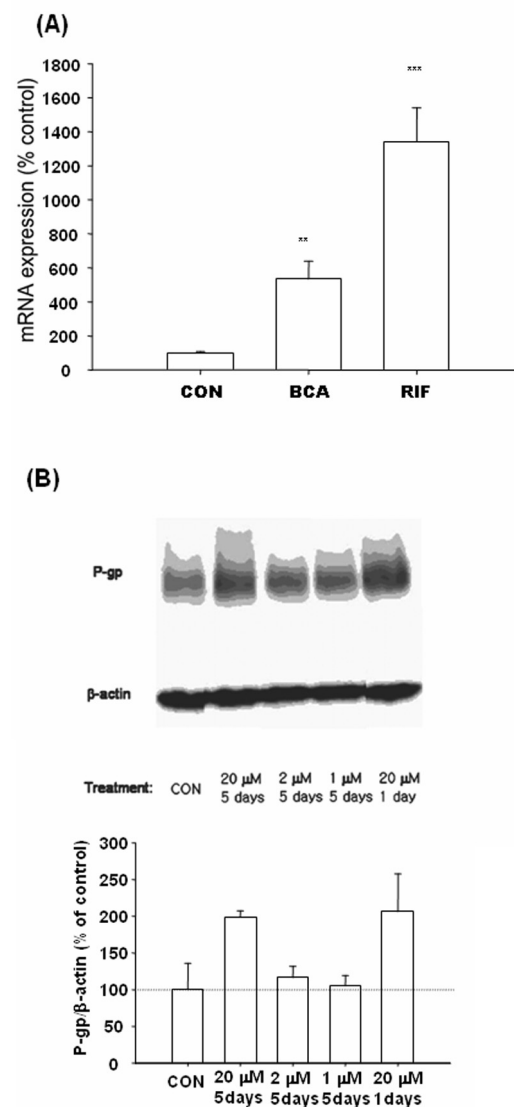 (A)
mRNA expression (% control)
1800
1600
1400
1200
1000
800
600
400
200
0
**
***
CON BCA RIF
(B)
P-gp
β-actin
Treatment: CON 20 µM 2 µM 1 µM 20 µM
5 days 5 days 5 days 1 day
P-gp/β-actin (% of control)
300
250
200
150
100
50
0
CON 20 µM 2 µM 1 µM 20 µM
5days 5days 5days 1days